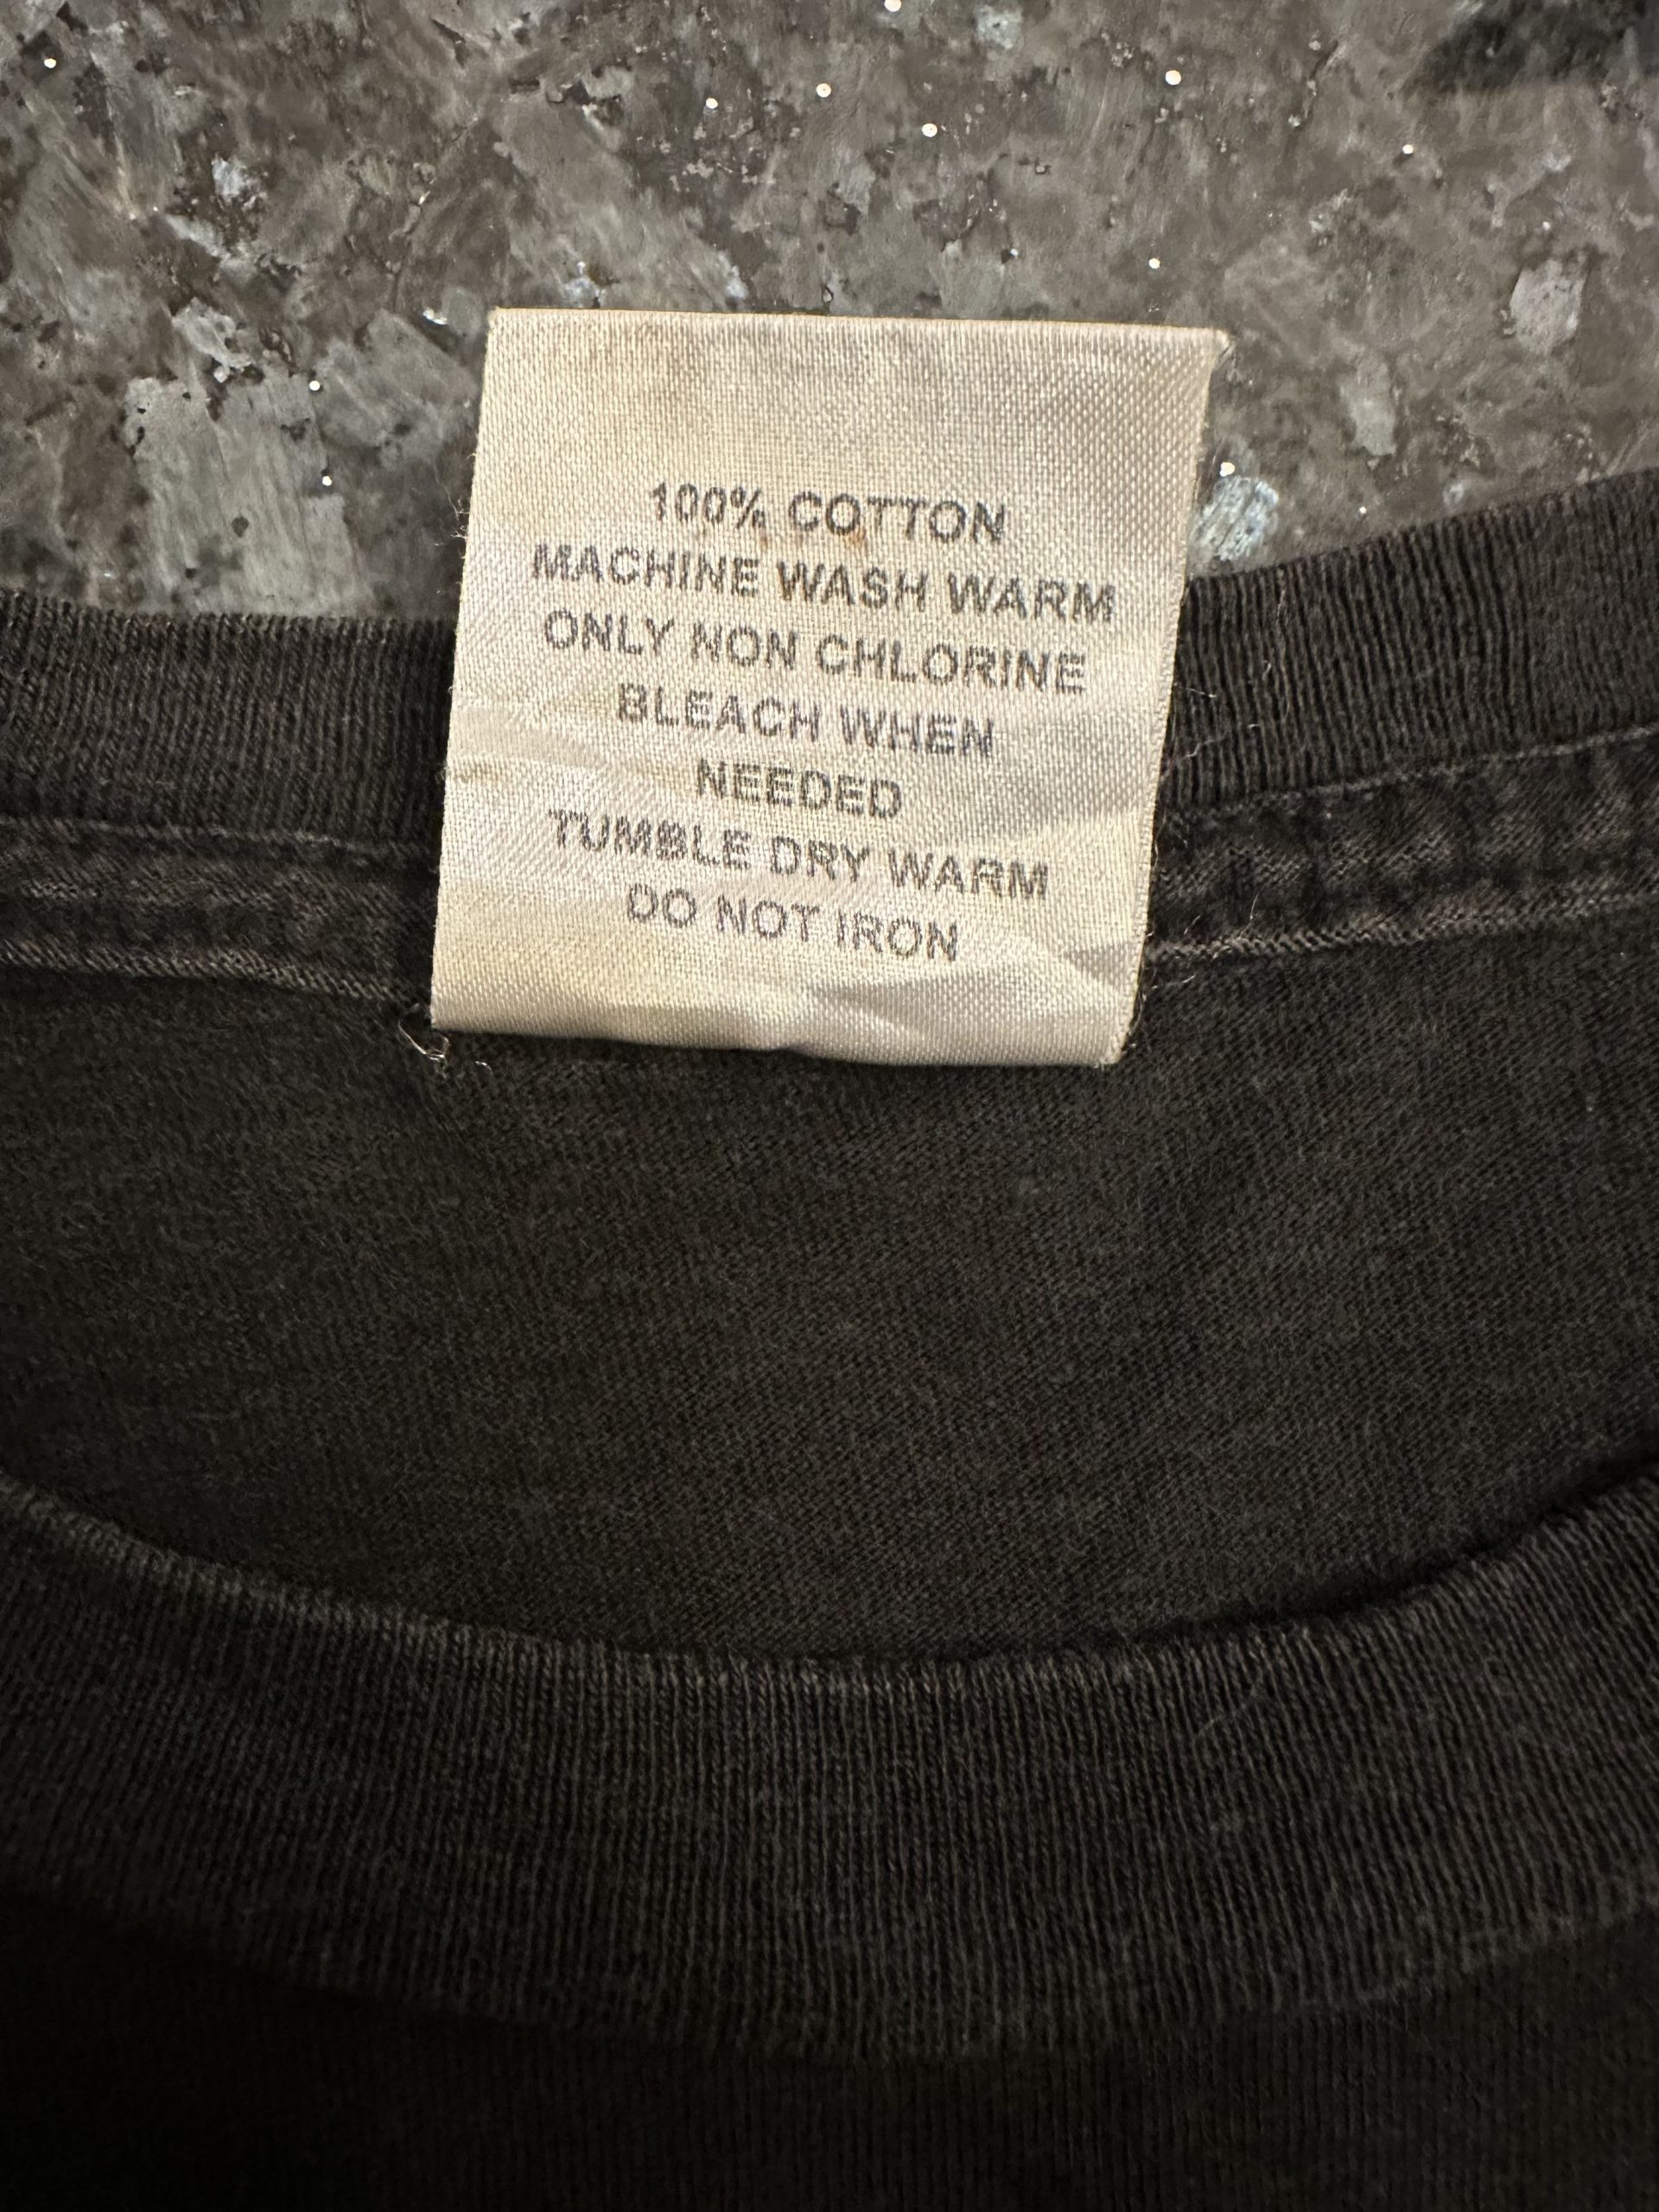 100% COTTON
MACHINE WASH WARM
ONLY NON CHLORINE
BLEACH WHEN
NEEDED
TUMBLE DRY WARM
DO NOT IRON